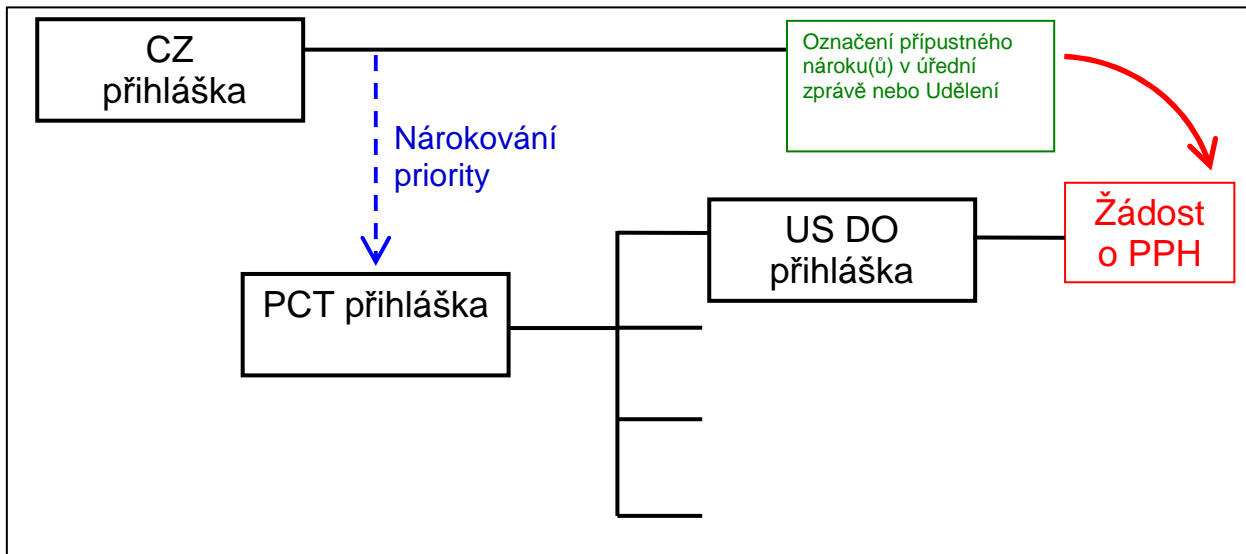 CZ
přihláška
Označení přípustného
nároku(ů) v úřední
zprávě nebo Udělení
Nárokování
priority
US DO
přihláška
Žádost
o PPH
PCT přihláška